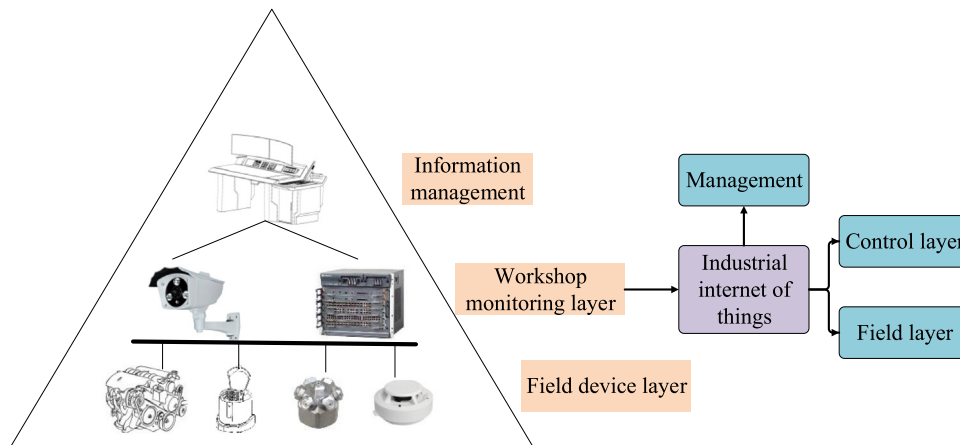 Information
management
Management
Control layer
Workshop
monitoring layer
Industrial
internet of
things
Field layer
Field device layer